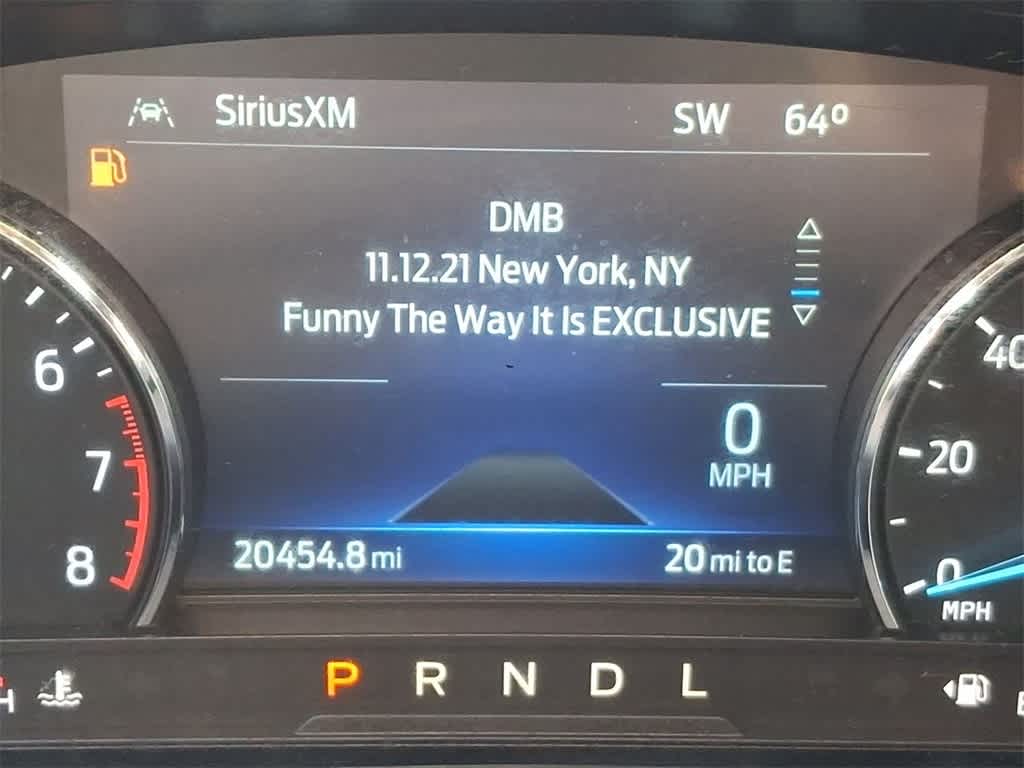 SiriusXM SW 64º
DMB
11.12.21 New York, NY
Funny The Way It Is EXCLUSIVE
0
MPH
20454.8 mi 20 mi to E
6
7
8
40
20
0
MPH
H
P R N D L
E